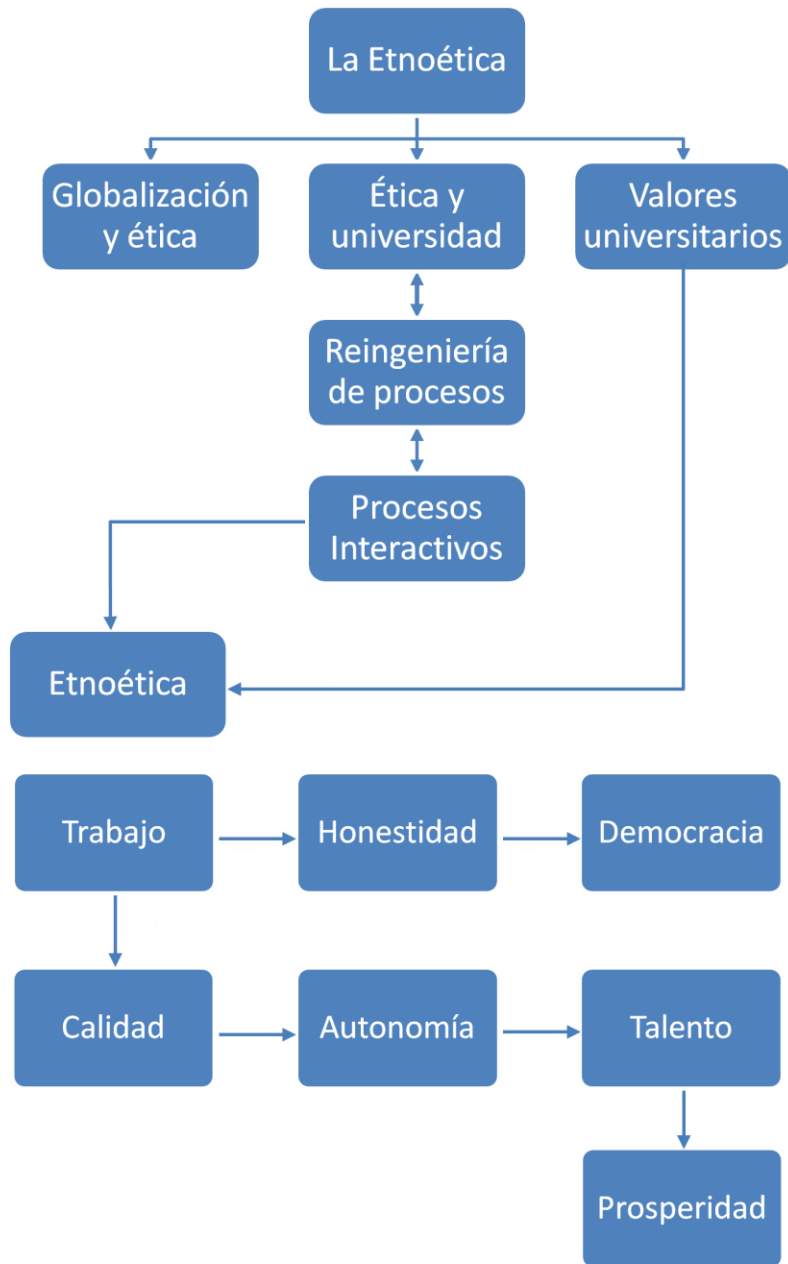 La Etnoética
Globalización
y ética
Ética y
universidad
Valores
universitarios
Reingeniería
de procesos
Procesos
Interactivos
Etnoética
Trabajo
Honestidad
Democracia
Calidad
Autonomía
Talento
Prosperidad